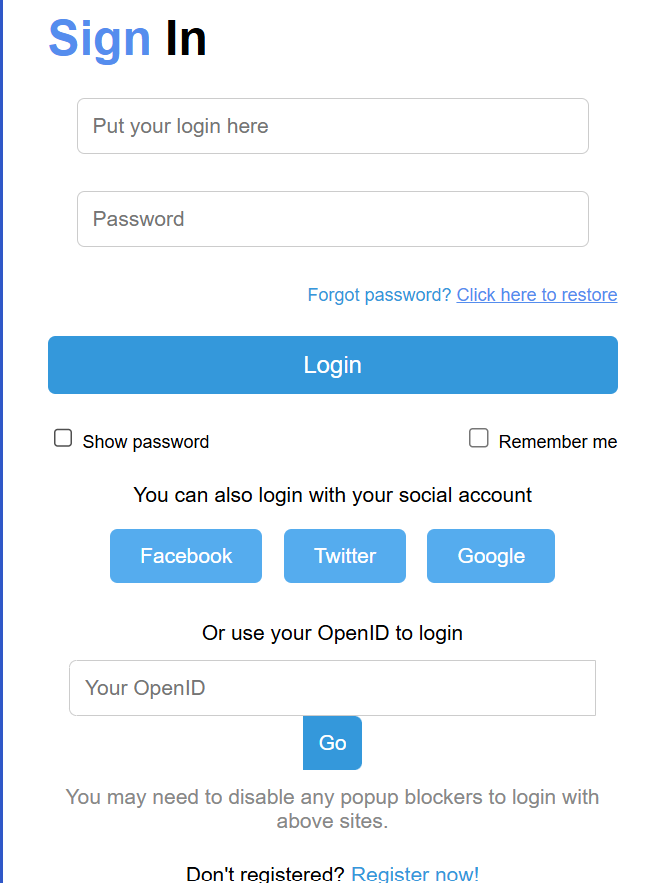 Sign In
Put your login here
Password
Forgot password? Click here to restore
Login
Show password
Remember me
You can also login with your social account
Facebook
Twitter
Google
Or use your OpenID to login
Your OpenID
Go
You may need to disable any popup blockers to login with
above sites.
Don't registered? Register now!